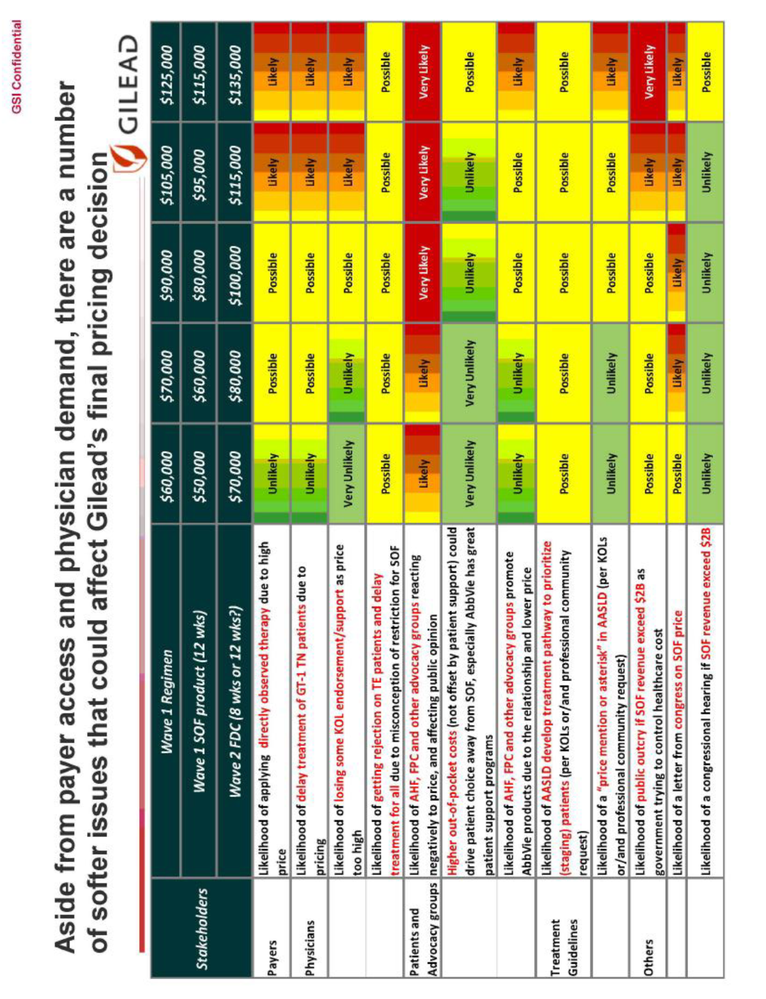 GSI Confidential
Aside from payer access and physician demand, there are a number
of softer issues that could affect Gilead's final pricing decision
GILEAD
Stakeholders
Wave 1 Regimen $60,000 $70,000 $90,000 $105,000 $125,000
Wave 1 SOF product (12 wks) $50,000 $60,000 $80,000 $95,000 $115,000
Wave 2 FDC (8 wks or 12 wks?) $70,000 $80,000 $100,000 $115,000 $135,000
Payers
Likelihood of applying directly observed therapy due to high
price
Unlikely Possible Possible Likely Likely
Physicians
Likelihood of delay treatment of GT-1 TN patients due to
pricing
Unlikely Possible Possible Likely Likely
Likelihood of losing some KOL endorsement/support as price
too high
Very Unlikely Unlikely Possible Likely Likely
Likelihood of getting rejection on TE patients and delay
treatment for all due to misconception of restriction for SOF
Possible Possible Possible Possible Possible
Patients and
Advocacy groups
Likelihood of AHF, FPC and other advocacy groups reacting
negatively to price, and affecting public opinion
Likely Likely Very Likely Very Likely Very Likely
Higher out-of-pocket costs (not offset by patient support) could
drive patient choice away from SOF, especially AbbVie has great
patient support programs
Very Unlikely Very Unlikely Unlikely Unlikely Possible
Likelihood of AHF, FPC and other advocacy groups promote
AbbVie products due to the relationship and lower price
Unlikely Unlikely Possible Possible Likely
Treatment
Guidelines
Likelihood of AASLD develop treatment pathway to prioritize
(staging) patients (per KOLs or/and professional community
request)
Possible Possible Possible Possible Possible
Likelihood of a "price mention or asterisk" in AASLD (per KOLs
or/and professional community request)
Unlikely Unlikely Possible Possible Likely
Others
Likelihood of public outcry if SOF revenue exceed $2B as
government trying to control healthcare cost
Possible Possible Possible Likely Very Likely
Likelihood of a letter from congress on SOF price
Possible Likely Likely Likely Likely
Likelihood of a congressional hearing if SOF revenue exceed $2B
Unlikely Unlikely Unlikely Unlikely Possible